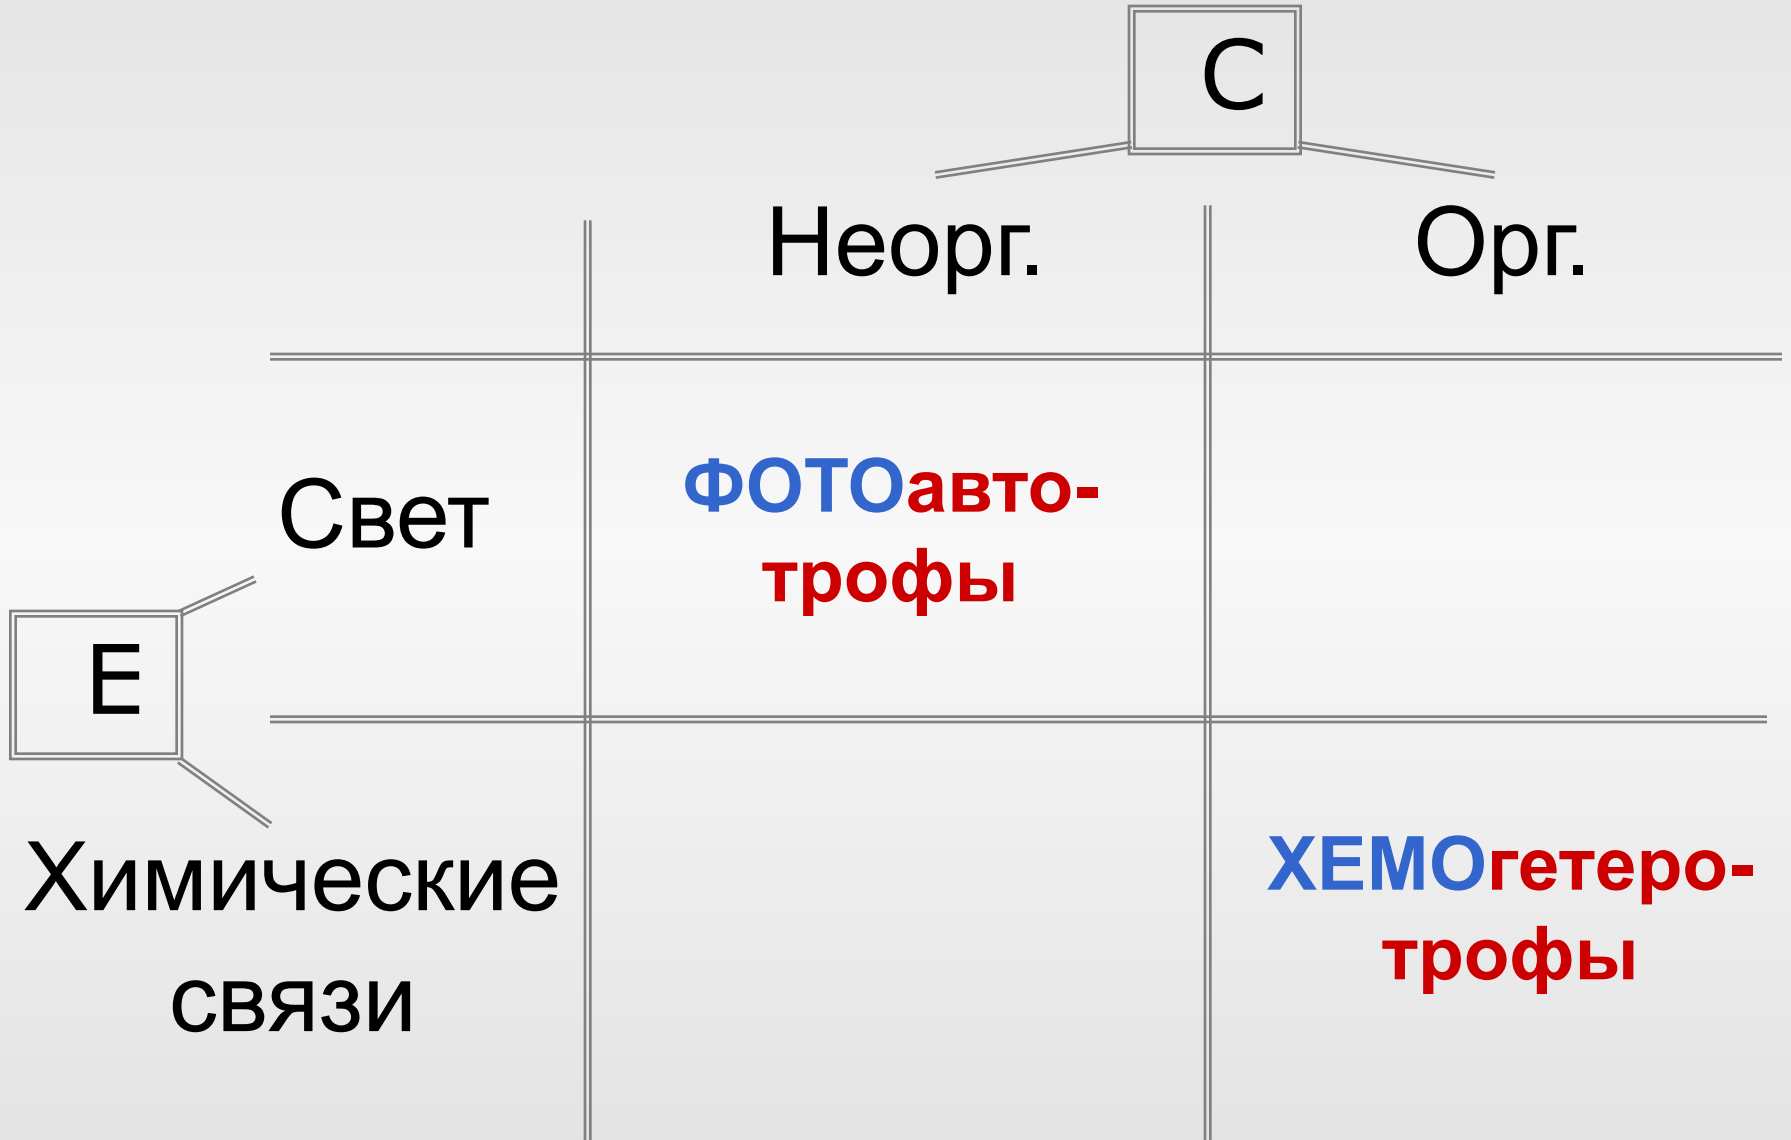 С
Неорг.
Орг.
Свет
ФОТОавто-
трофы
Е
Химические
связи
ХЕМОгетеро-
трофы